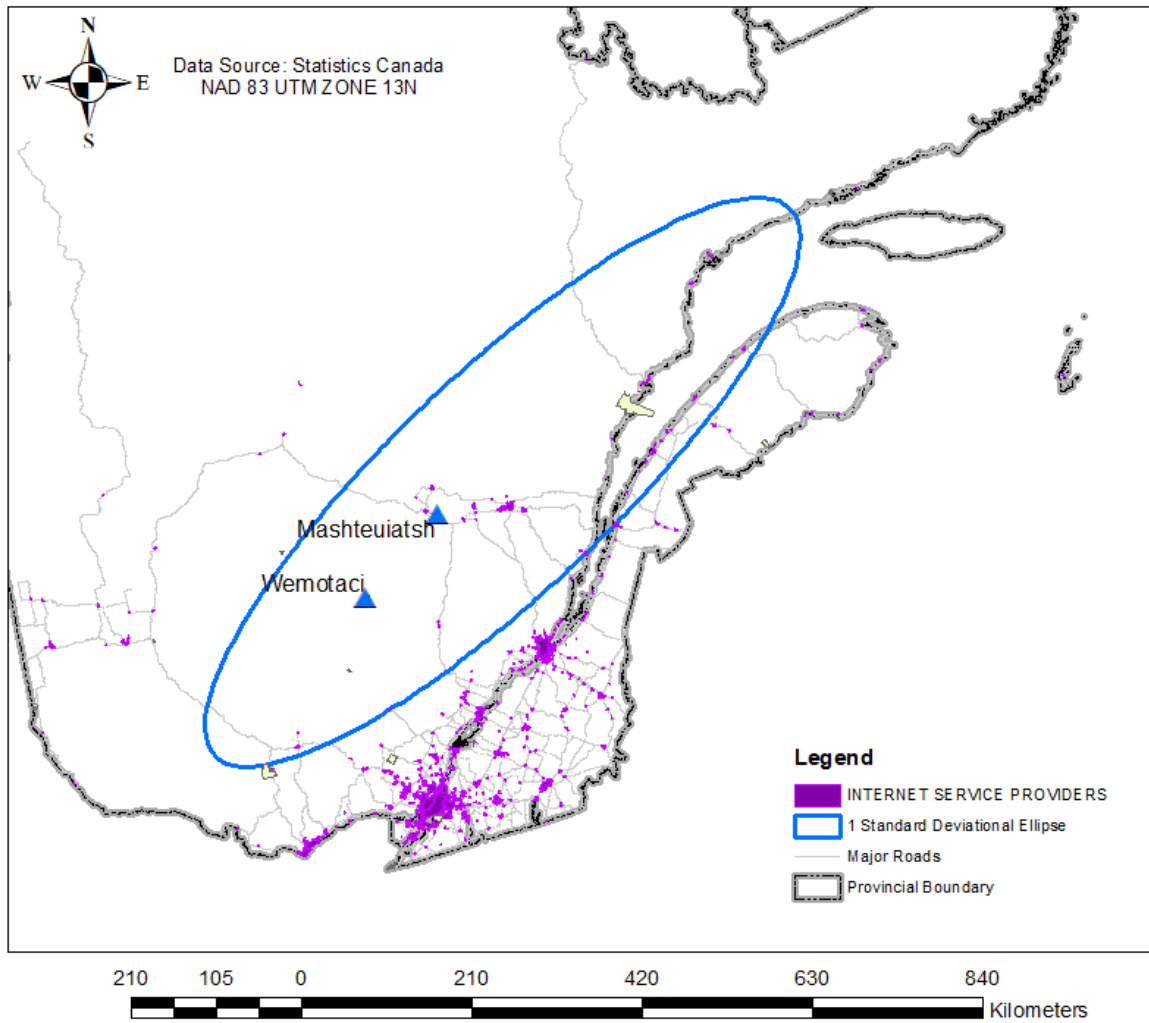 N
W E
S
Data Source: Statistics Canada
NAD 83 UTM ZONE 13N
Mashteuiatsh
Wemotaci
Legend
INTERNET SERVICE PROVIDERS
1 Standard Deviational Ellipse
Major Roads
Provincial Boundary
210 105 0 210 420 630 840
Kilometers